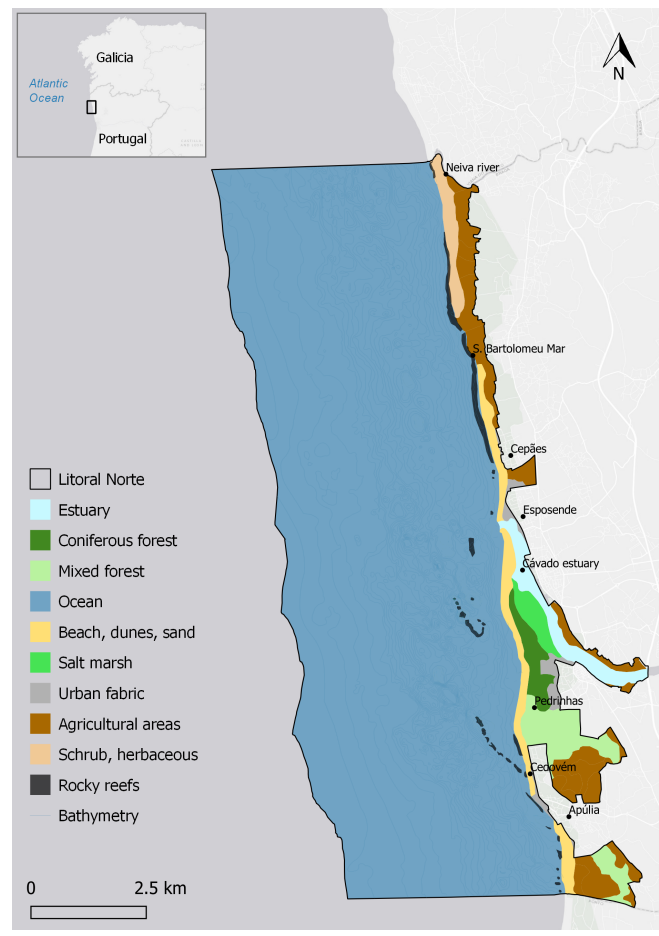 Galicia
Atlantic
Ocean
Portugal
N
Neiva river
S. Bartolomeu Mar
Cepães
Esposende
Cávado estuary
Pedrinhas
Cedovém
Apúlia
Litoral Norte
Estuary
Coniferous forest
Mixed forest
Ocean
Beach, dunes, sand
Salt marsh
Urban fabric
Agricultural areas
Schrub, herbaceous
Rocky reefs
Bathymetry
0 2.5 km